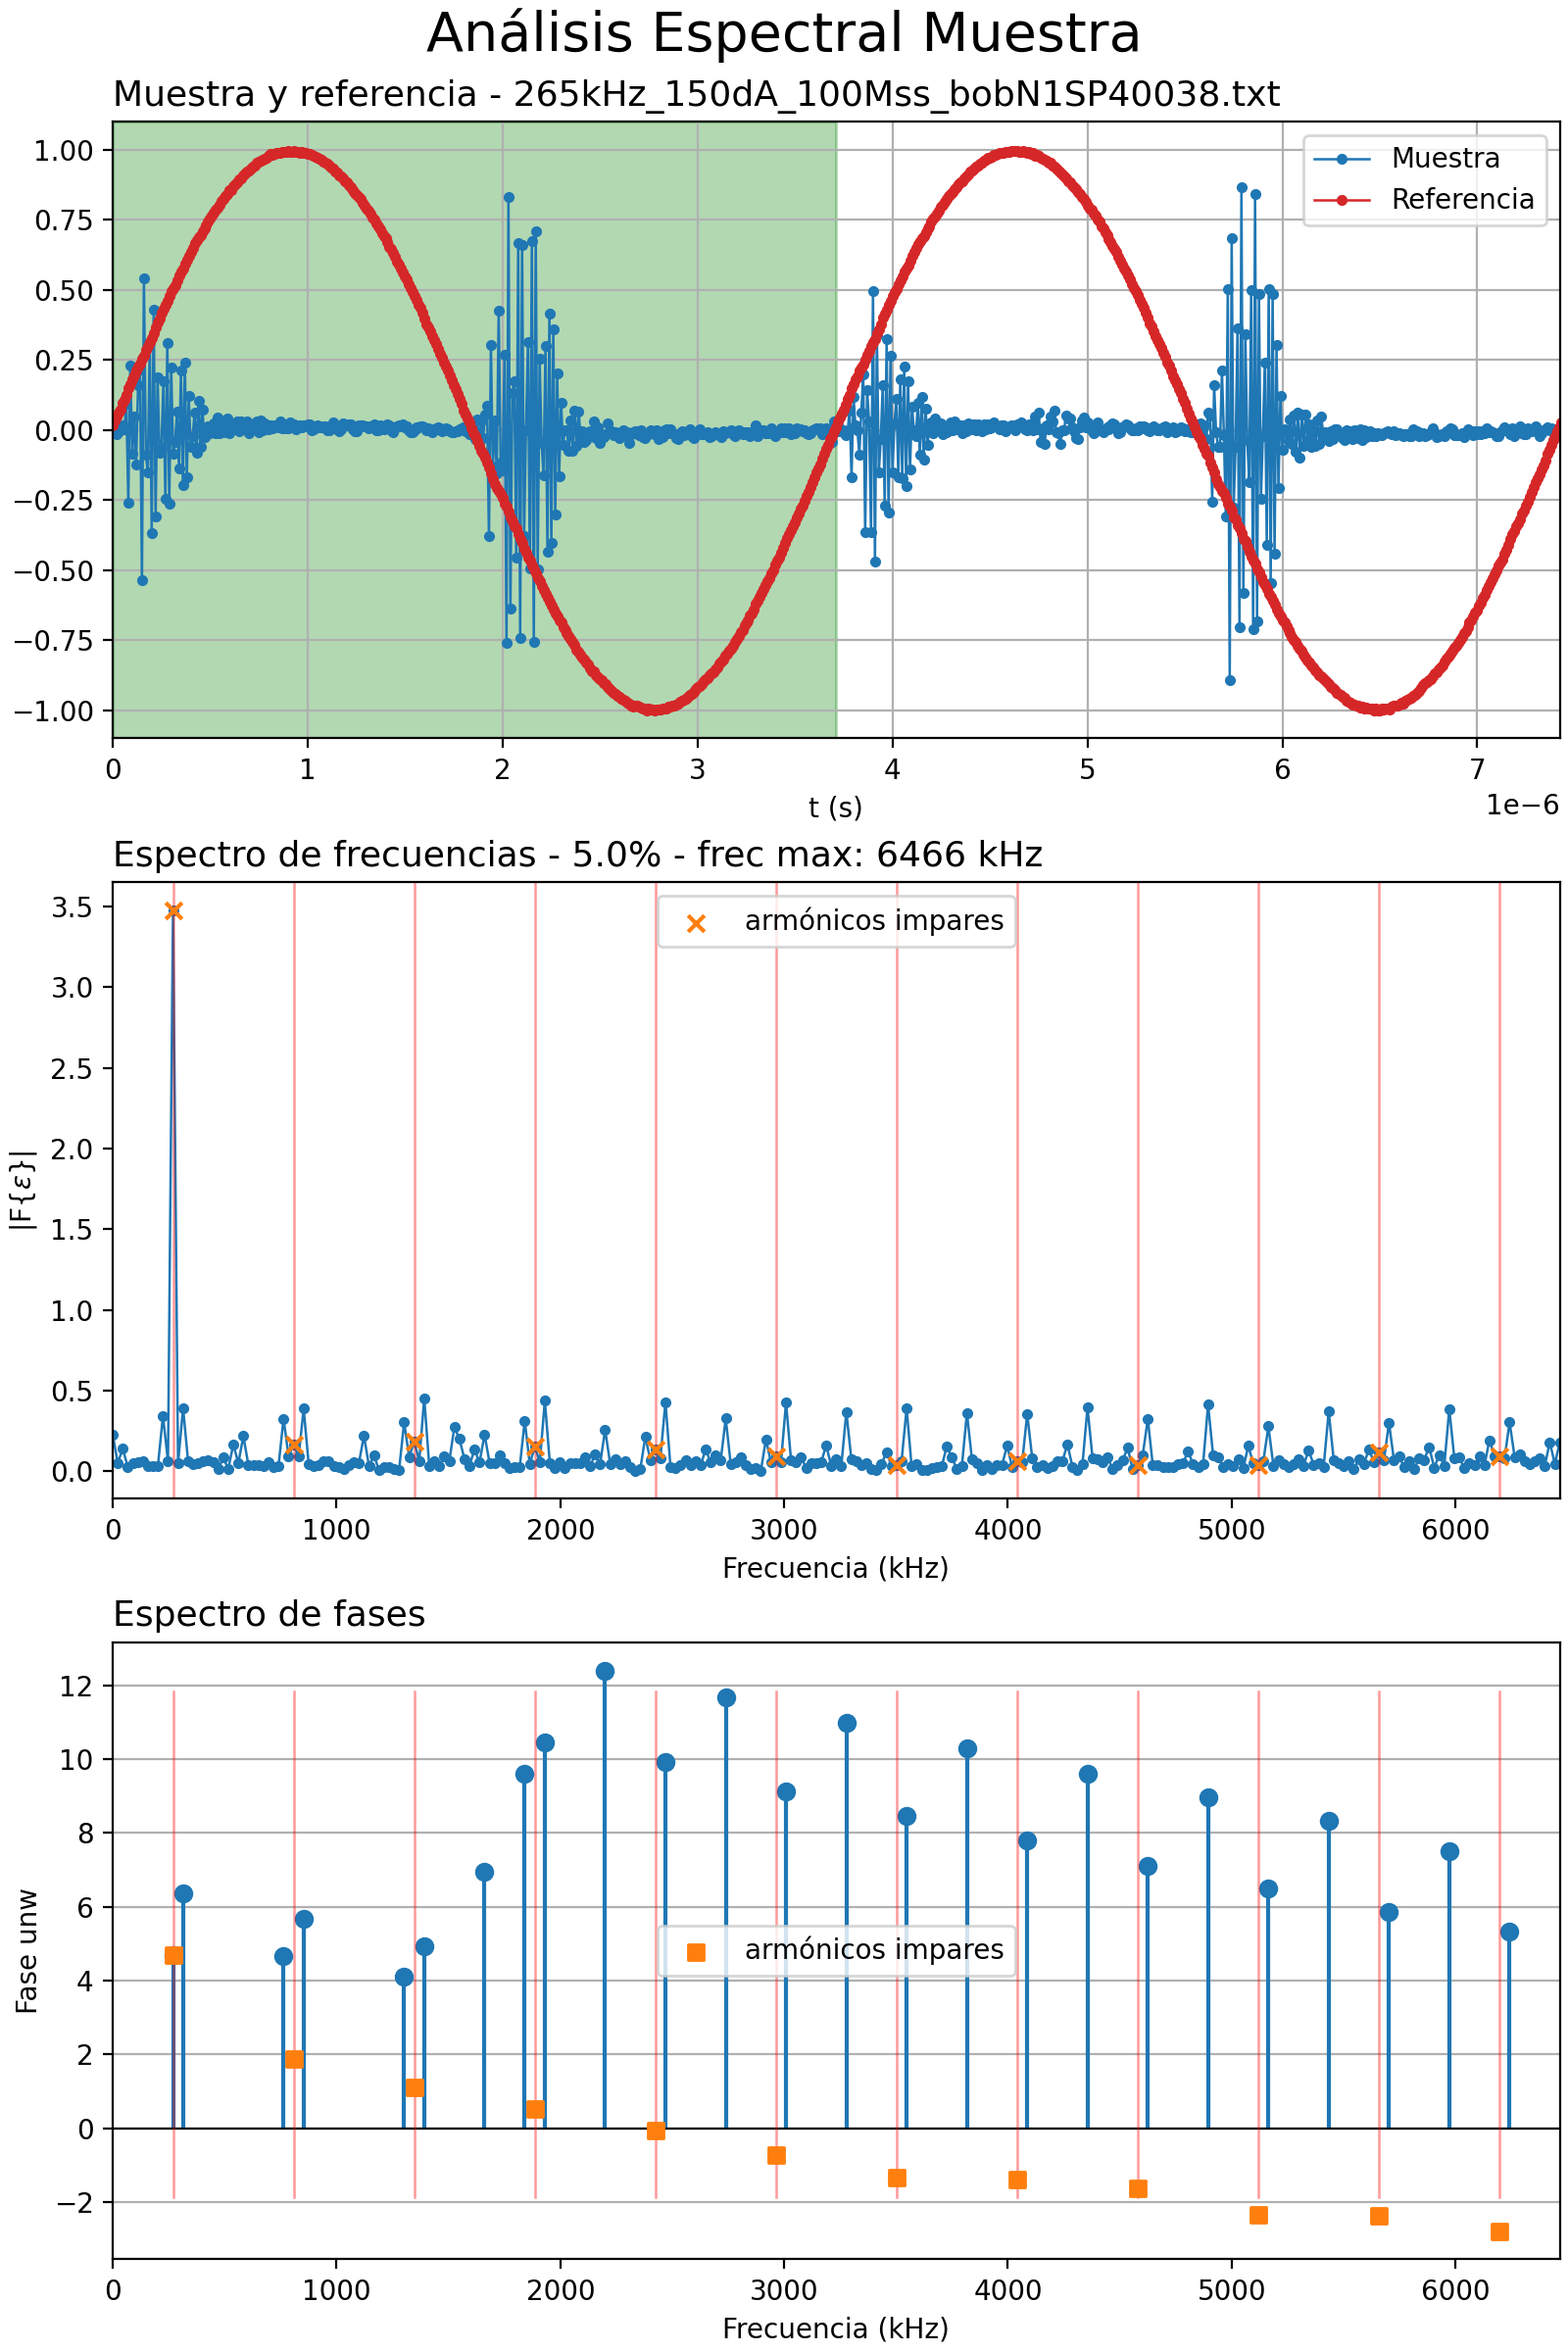 Análisis Espectral Muestra
Muestra y referencia - 265kHz_150dA_100Mss_bobN1SP40038.txt
1.00
0.75
0.50
0.25
0.00
−0.25
−0.50
−0.75
−1.00
Muestra
Referencia
0 1 2 3 4 5 6 7
t (s)
1e−6
Espectro de frecuencias - 5.0% - frec max: 6466 kHz
armónicos impares
3.5
3.0
2.5
2.0
1.5
1.0
0.5
0.0
|F{ε}|
0 1000 2000 3000 4000 5000 6000
Frecuencia (kHz)
Espectro de fases
12
10
8
6
4
2
0
−2
Fase unw
armónicos impares
0 1000 2000 3000 4000 5000 6000
Frecuencia (kHz)